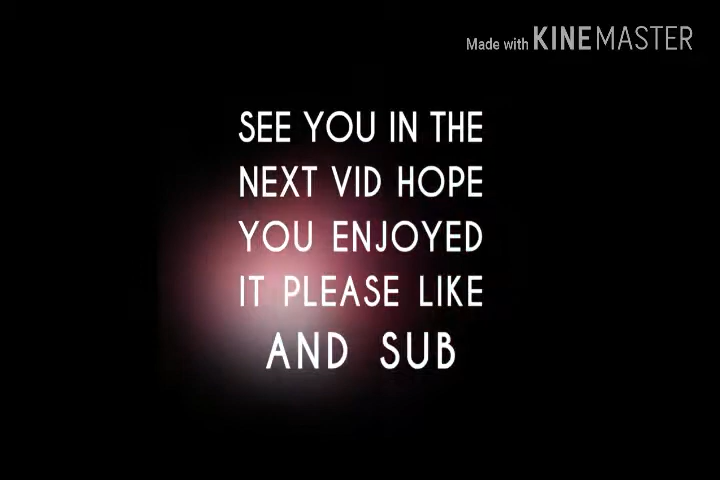 Made with KINEMASTER
SEE YOU IN THE
NEXT VID HOPE
YOU ENJOYED
IT PLEASE LIKE
AND SUB